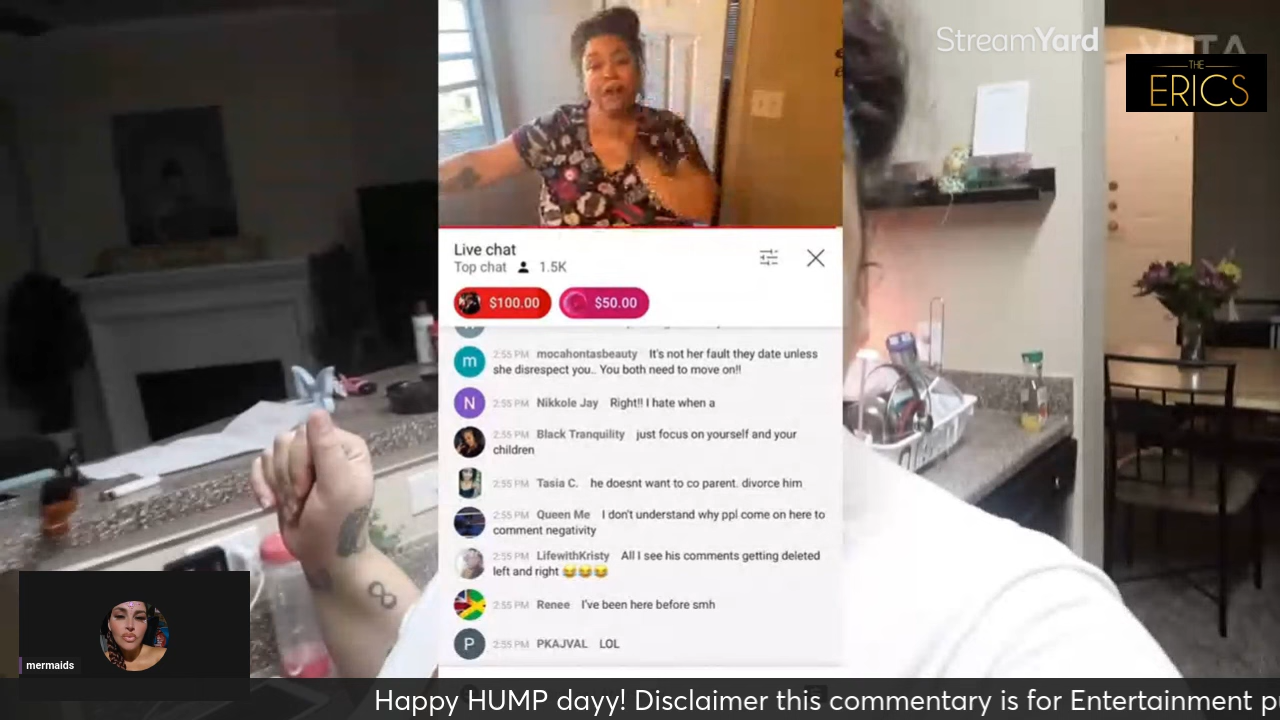 StreamYard
VITA
THE
ERICS
Live chat
Top chat 1.5K
$100.00 $50.00
2:55 PM mocahontasbeauty It's not her fault they date unless
she disrespect you.. You both need to move on!!
m
N 2:55 PM Nikkole Jay Right!! I hate when a
2:55 PM Black Tranquility just focus on yourself and your
children
2:55 PM Tasia C. he doesnt want to co parent. divorce him
2:55 PM Queen Me I don't understand why ppl come on here to
comment negativity
2:55 PM LifewithKristy All I see his comments getting deleted
left and right 😂😂😂
2:55 PM Renee I've been here before smh
P 2:55 PM PKAJVAL LOL
mermaids
Happy HUMP dayy! Disclaimer this commentary is for Entertainment p